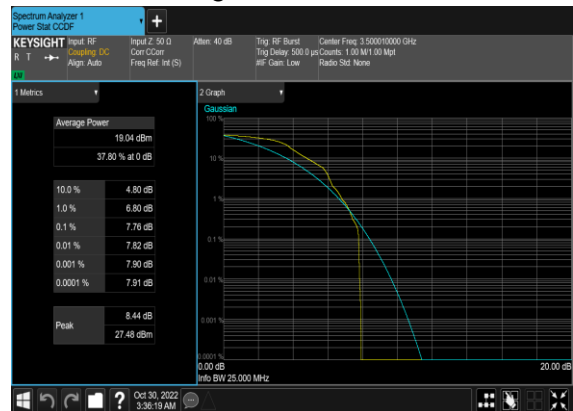 Spectrum Analyzer 1
Power Stat CCDF
+
KEYSIGHT
R T
LW
Input: RF
Coupling: DC
Align: Auto
Input Z: 50 Ω
Corr CCorr
Freq Ref: Int (S)
Atten: 40 dB
Trig: RF Burst
Trig Delay: 500.0 µs
#IF Gain: Low
Center Freq: 3.500010000 GHz
Counts: 1.00 M/1.00 Mpt
Radio Std: None
1 Metrics
Average Power
19.04 dBm
37.80 % at 0 dB
10.0 % 4.80 dB
1.0 % 6.80 dB
0.1 % 7.76 dB
0.01 % 7.82 dB
0.001 % 7.90 dB
0.0001 % 7.91 dB
Peak
8.44 dB
27.48 dBm
2 Graph
Gaussian
100 %
10 %
1 %
0.1 %
0.01 %
0.001 %
0.0001 %
0.00 dB 20.00 dB
Info BW 25.000 MHz
?
Oct 30, 2022
3:36:19 AM